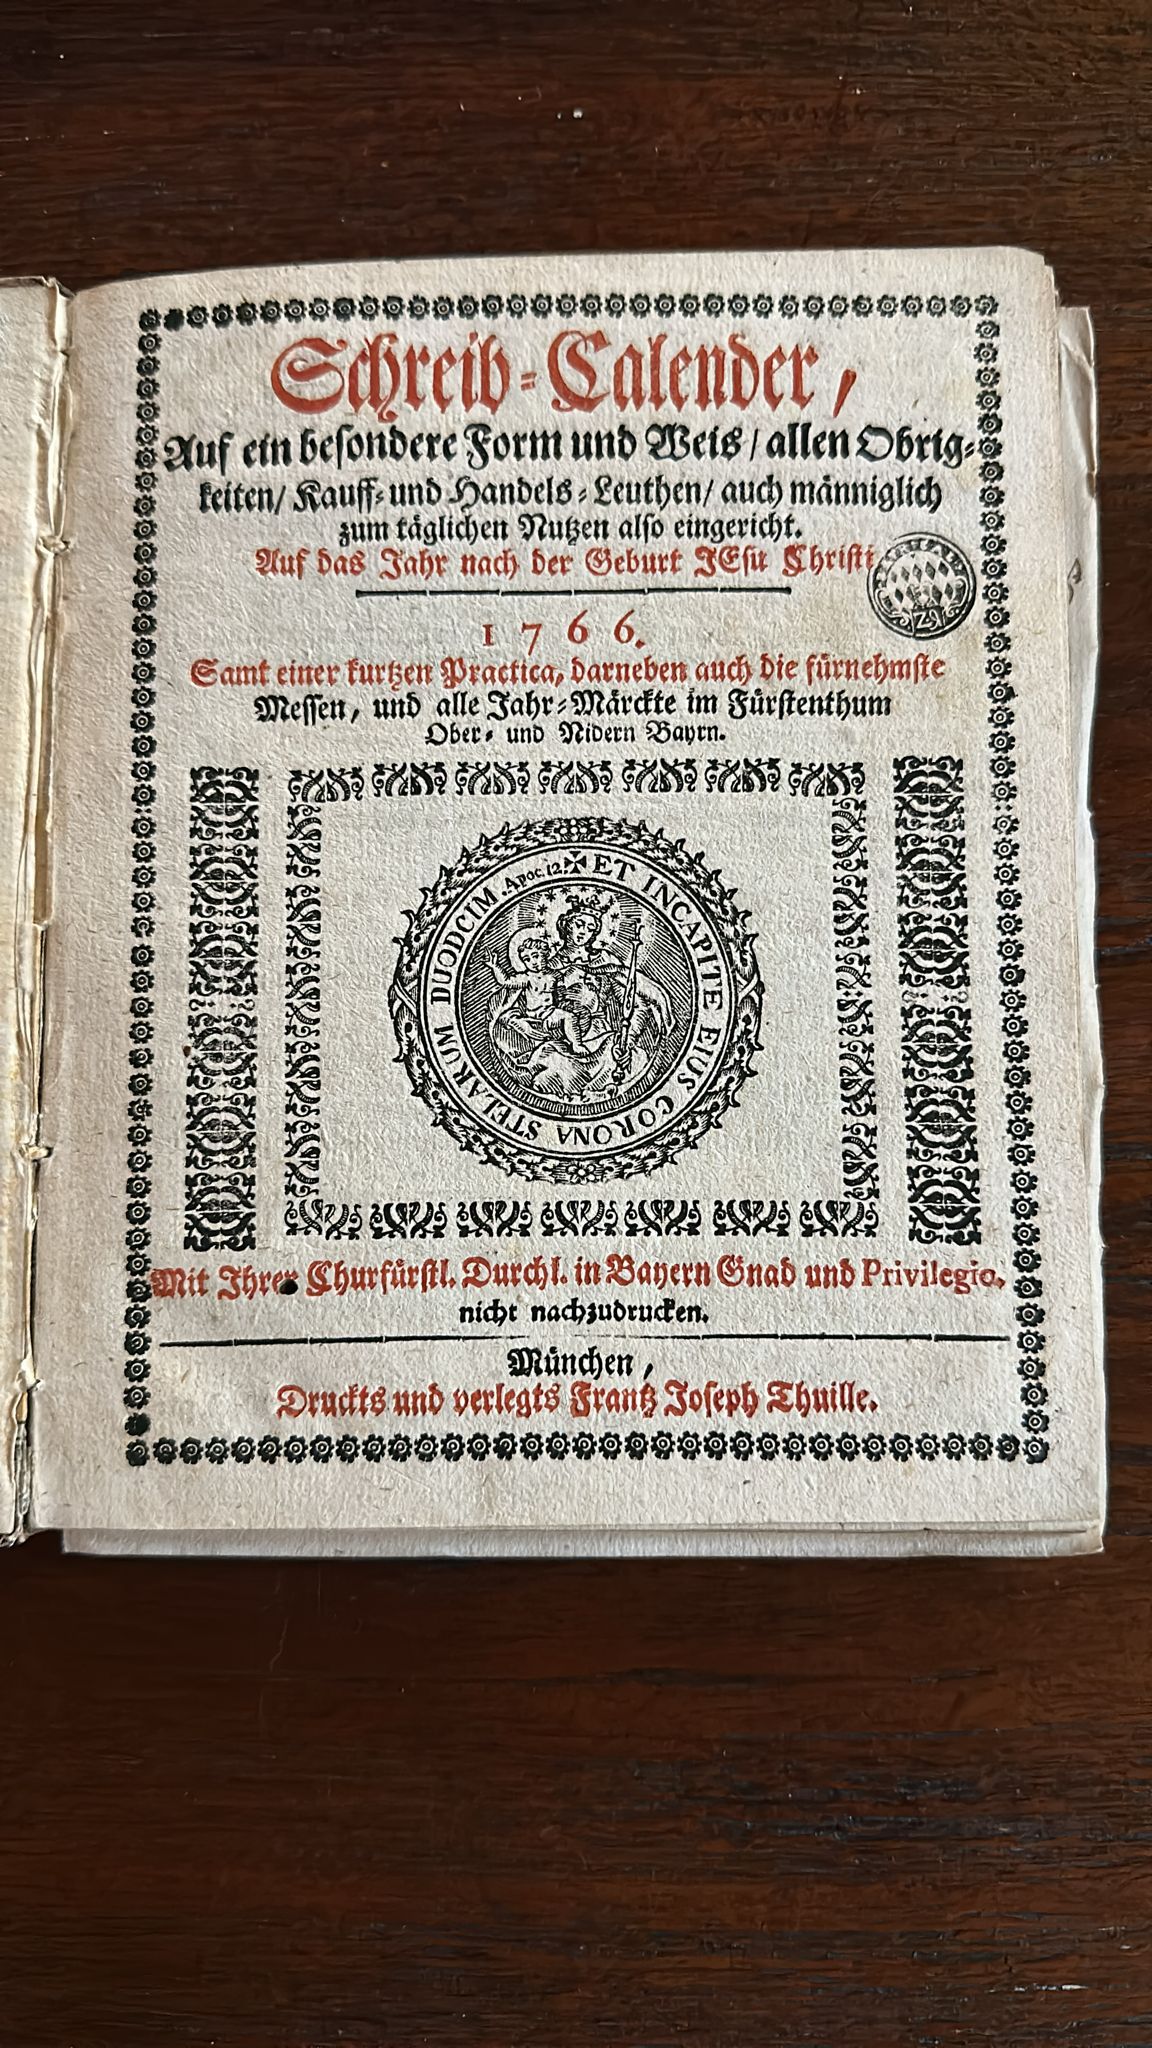 Schreib-Calender,
Auf ein besondere Form und Weis / allen Obrig-
keiten / Kauff- und Handels-Leuthen / auch männiglich
zum täglichen Nutzen also eingericht.
Auf das Jahr nach der Geburt JEsu Christi
1766.
Samt einer kurtzen Practica, darneben auch die fürnehmste
Messen, und alle Jahr-Märckte im Fürstenthum
Ober- und Nidern Bayrn.
ET IN CAPITE EIUS CORONA STELARUM DUODCIM. Apoc. 12.
Mit Ihrer Churfürstl. Durchl. in Bayern Gnad und Privilegio,
nicht nachzudrucken.
München,
Druckts und verlegts Frantz Joseph Thuille.